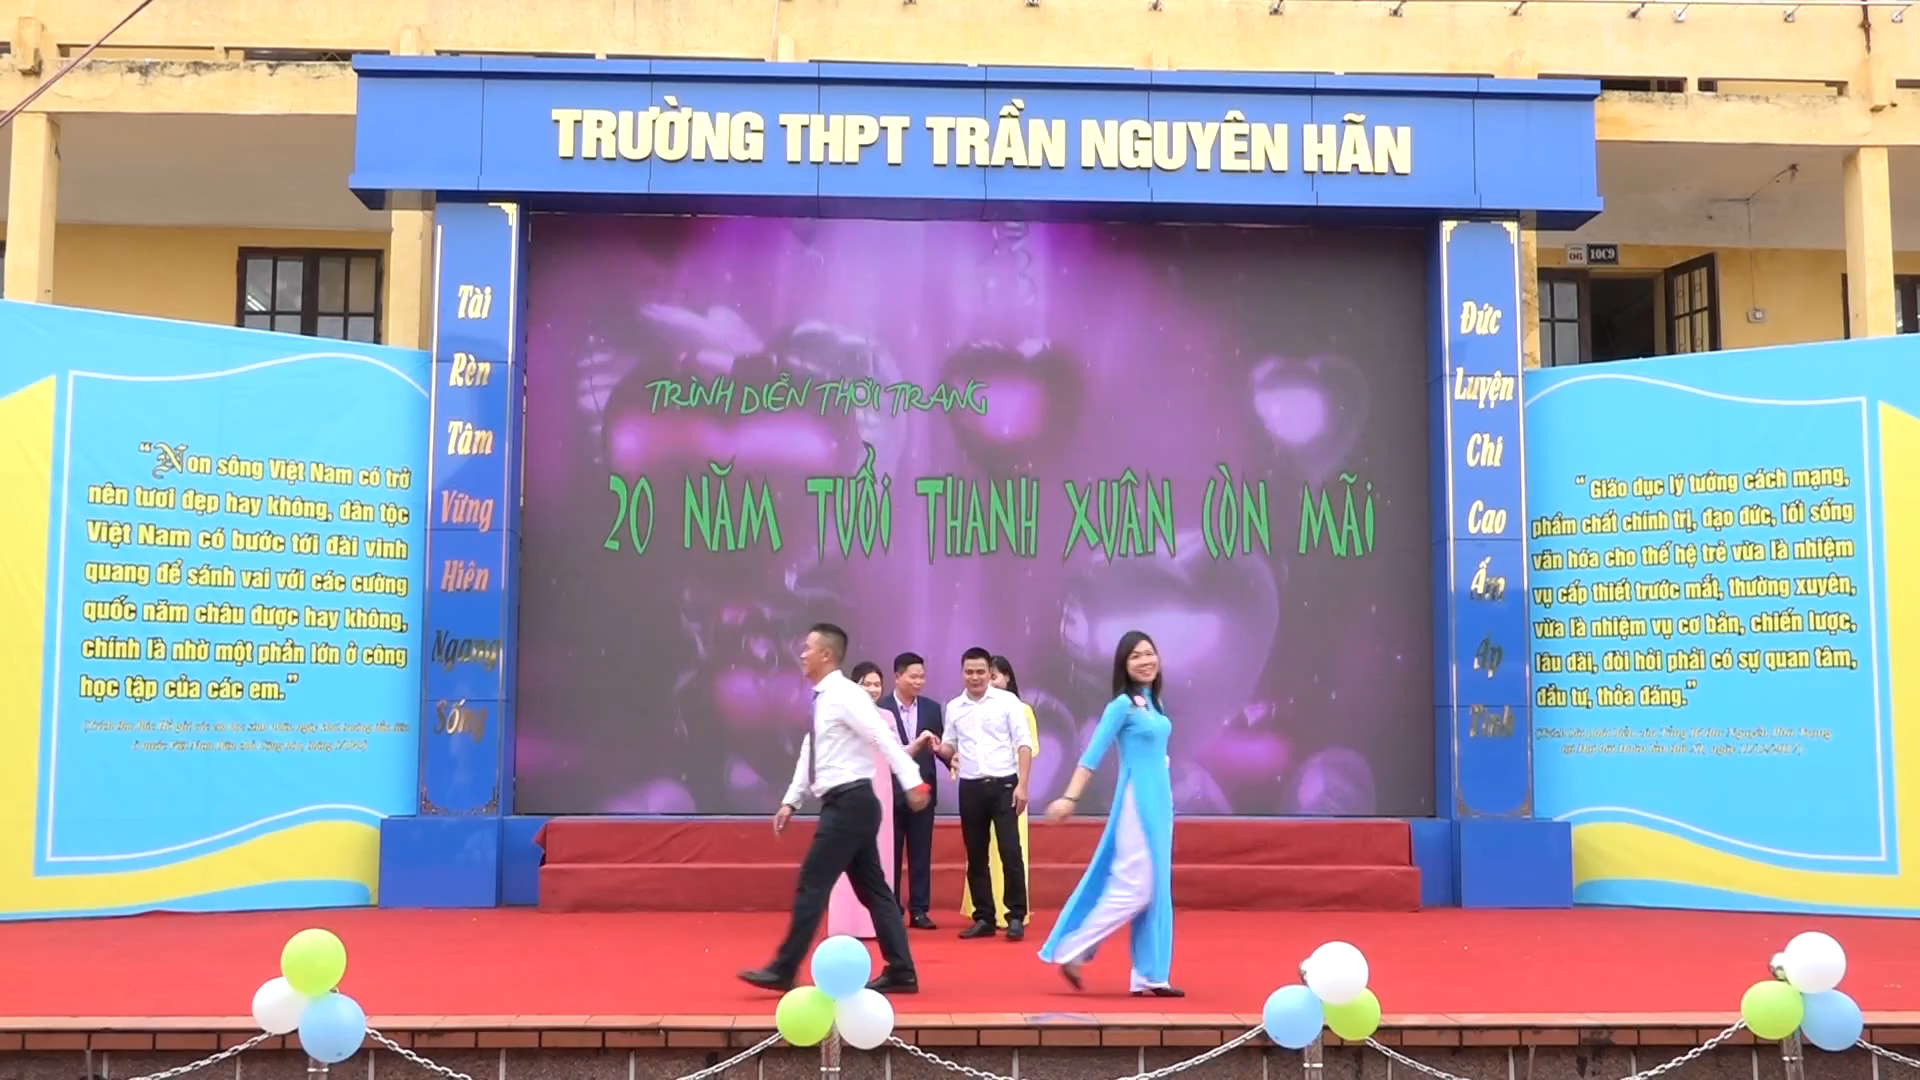 TRƯỜNG THPT TRẦN NGUYÊN HÃN
06 10C9
Tài
Rèn
Tâm
Vững
Hiên
Ngang
Sống
Đức
Luyện
Chí
Cao
Ấm
Áp
Tình
TRÌNH DIỄN THỜI TRANG
20 NĂM TUỔI THANH XUÂN CÒN MÃI
“Non sông Việt Nam có trở
nên tươi đẹp hay không, dân tộc
Việt Nam có bước tới đài vinh
quang để sánh vai với các cường
quốc năm châu được hay không,
chính là nhờ một phần lớn ở công
học tập của các em.”
“ Giáo dục lý tưởng cách mạng,
phẩm chất chính trị, đạo đức, lối sống
văn hóa cho thế hệ trẻ vừa là nhiệm
vụ cấp thiết trước mắt, thường xuyên,
vừa là nhiệm vụ cơ bản, chiến lược,
lâu dài, đòi hỏi phải có sự quan tâm,
đầu tư, thỏa đáng.”